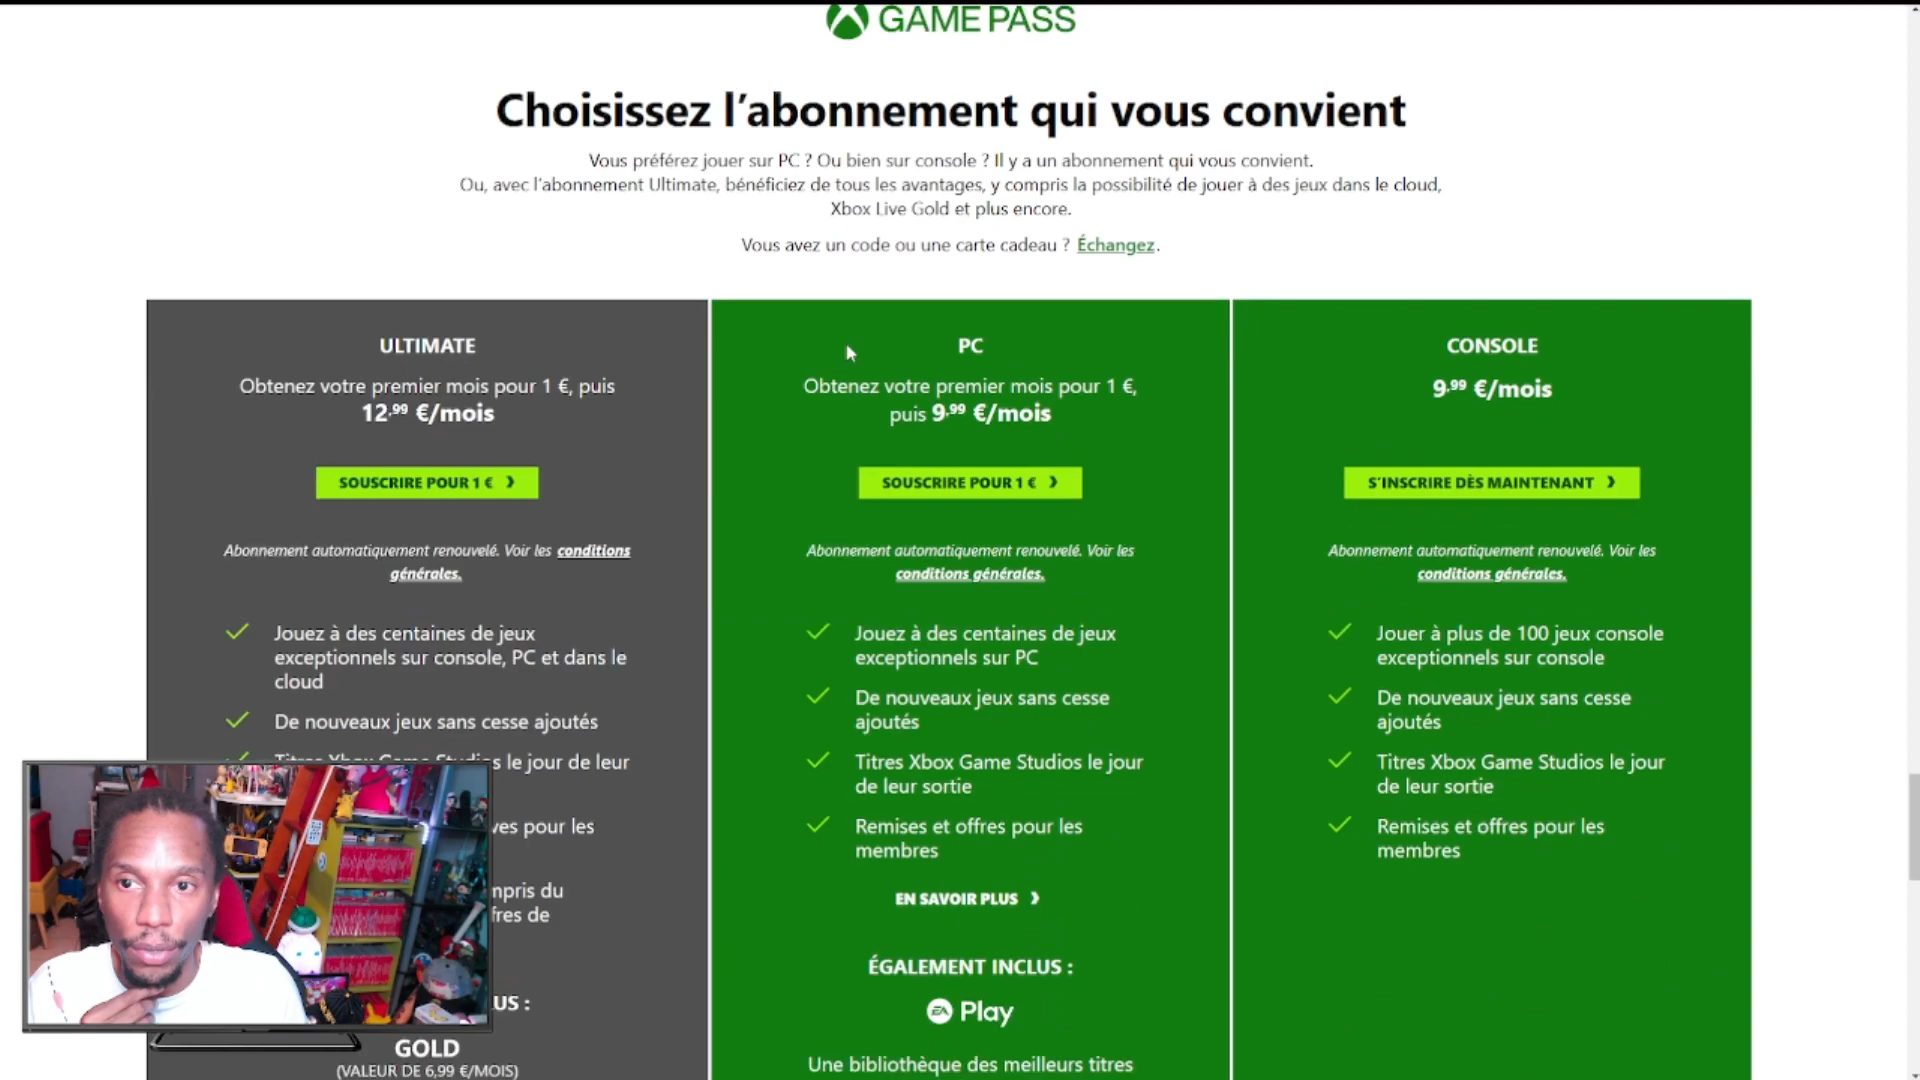 GAME PASS
Choisissez l'abonnement qui vous convient
Vous préférez jouer sur PC ? Ou bien sur console ? Il y a un abonnement qui vous convient.
Ou, avec l'abonnement Ultimate, bénéficiez de tous les avantages, y compris la possibilité de jouer à des jeux dans le cloud,
Xbox Live Gold et plus encore.
Vous avez un code ou une carte cadeau ? Échangez.
ULTIMATE
Obtenez votre premier mois pour 1 €, puis
12,99 €/mois
SOUSCRIRE POUR 1 €
Abonnement automatiquement renouvelé. Voir les conditions
générales.
Jouez à des centaines de jeux
exceptionnels sur console, PC et dans le
cloud
De nouveaux jeux sans cesse ajoutés
Titres Xbox Game Studios le jour de leur
pour les
de
GOLD
(VALEUR DE 6,99 €/MOIS)
PC
Obtenez votre premier mois pour 1 €,
puis 9,99 €/mois
SOUSCRIRE POUR 1 €
Abonnement automatiquement renouvelé. Voir les
conditions générales.
Jouez à des centaines de jeux
exceptionnels sur PC
De nouveaux jeux sans cesse
ajoutés
Titres Xbox Game Studios le jour
de leur sortie
Remises et offres pour les
membres
EN SAVOIR PLUS
ÉGALEMENT INCLUS :
EA Play
Une bibliothèque des meilleurs titres
CONSOLE
9,99 €/mois
S'INSCRIRE DÈS MAINTENANT
Abonnement automatiquement renouvelé. Voir les
conditions générales.
Jouer à plus de 100 jeux console
exceptionnels sur console
De nouveaux jeux sans cesse
ajoutés
Titres Xbox Game Studios le jour
de leur sortie
Remises et offres pour les
membres